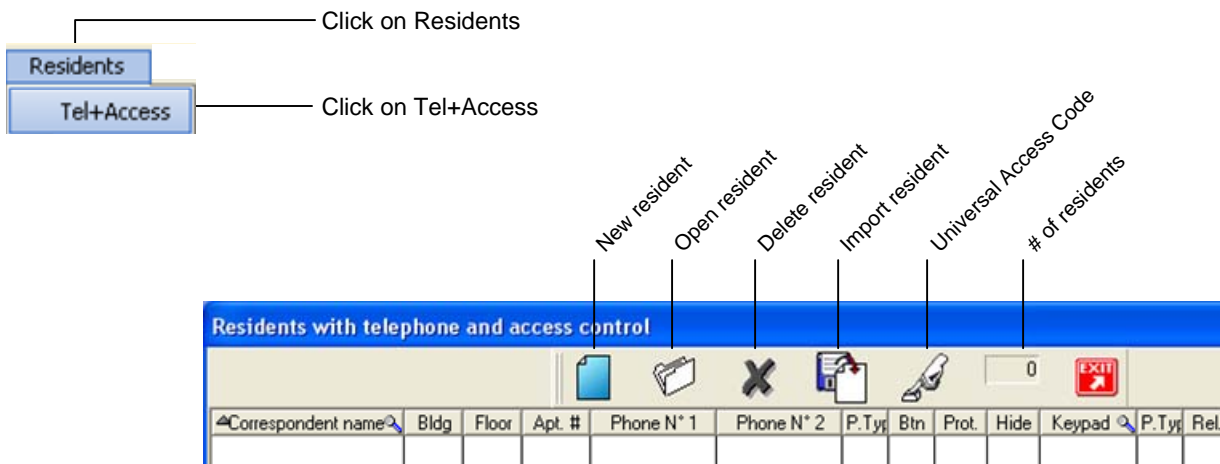 Click on Residents
Residents
Tel+Access
Click on Tel+Access
New resident
Open resident
Delete resident
Import resident
Universal Access Code
# of residents
Residents with telephone and access control
0
EXIT
Correspondent name Bldg Floor Apt. # Phone N° 1 Phone N° 2 P.Typ Btn Prot. Hide Keypad P.Typ Rel.